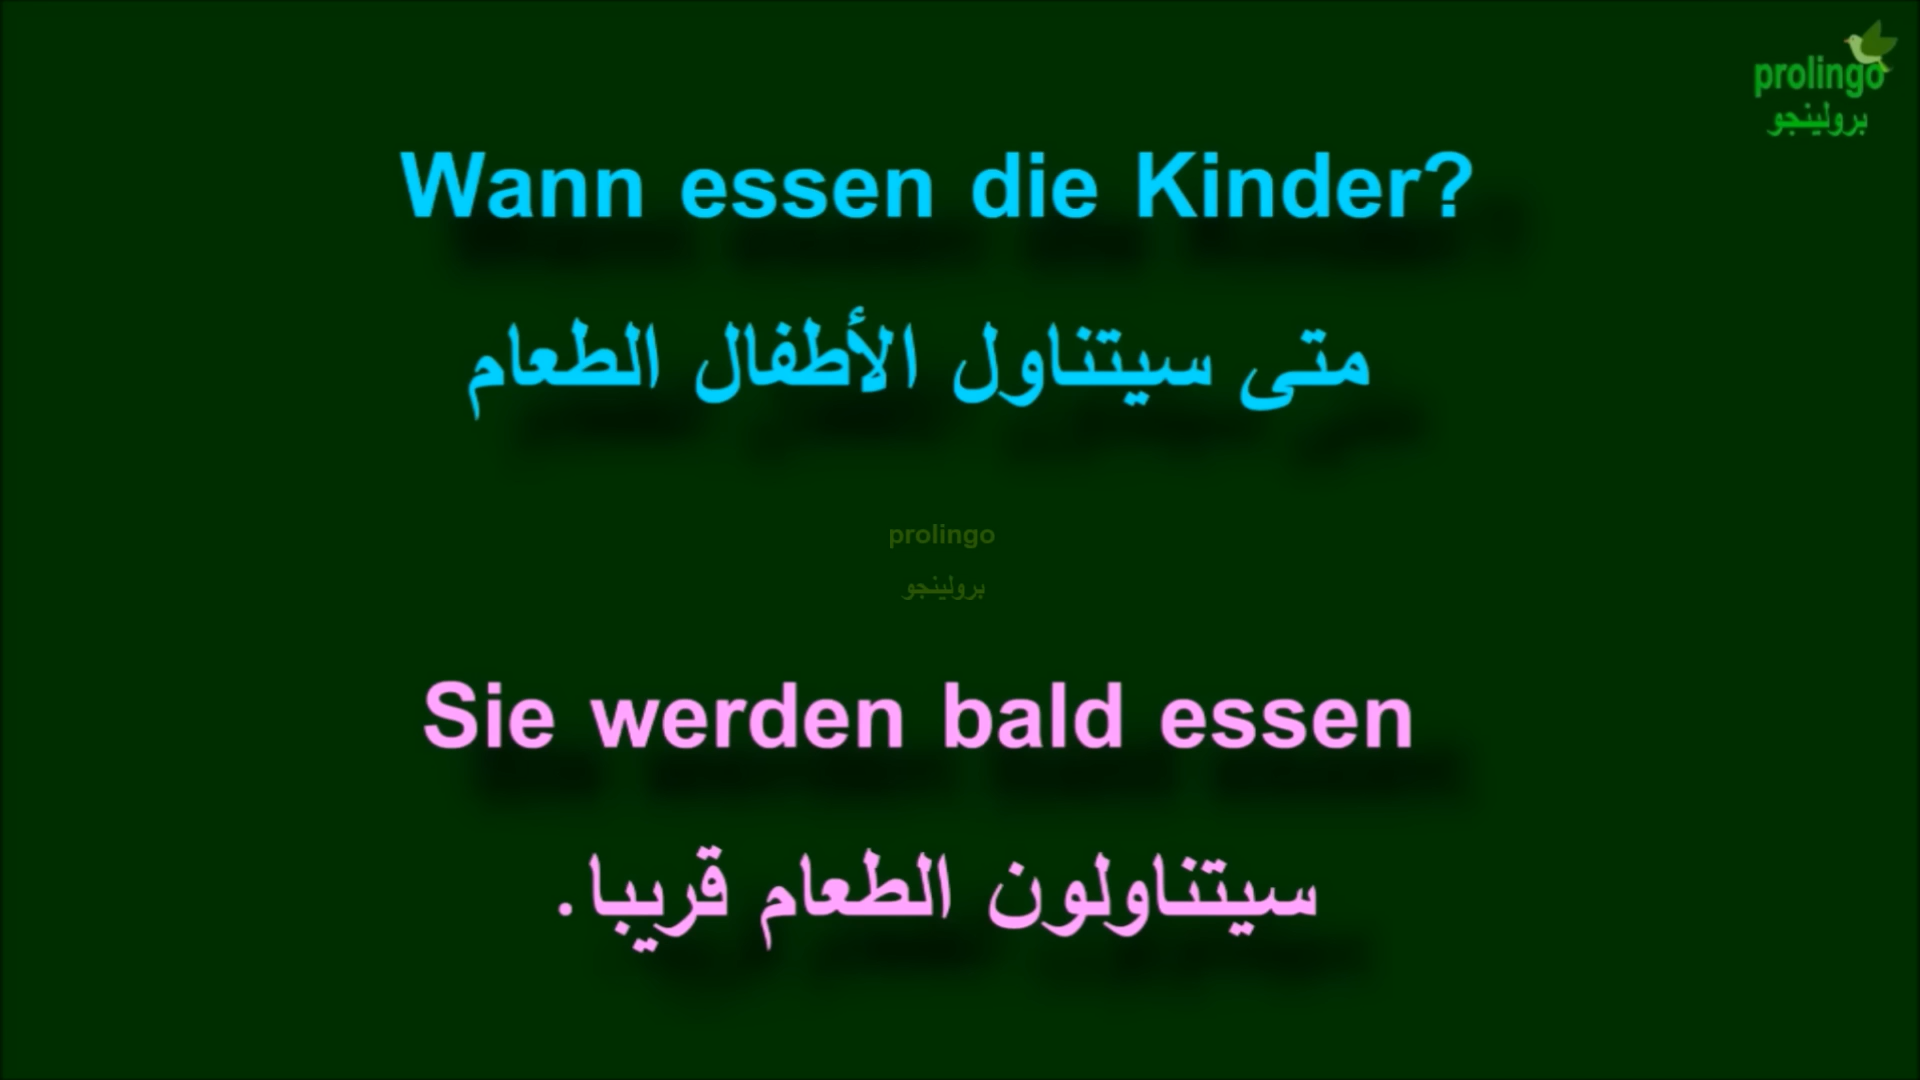 prolingo
برولينجو
Wann essen die Kinder?
متى سيتناول الأطفال الطعام
prolingo
برولينجو
Sie werden bald essen
سيتناولون الطعام قريبا.